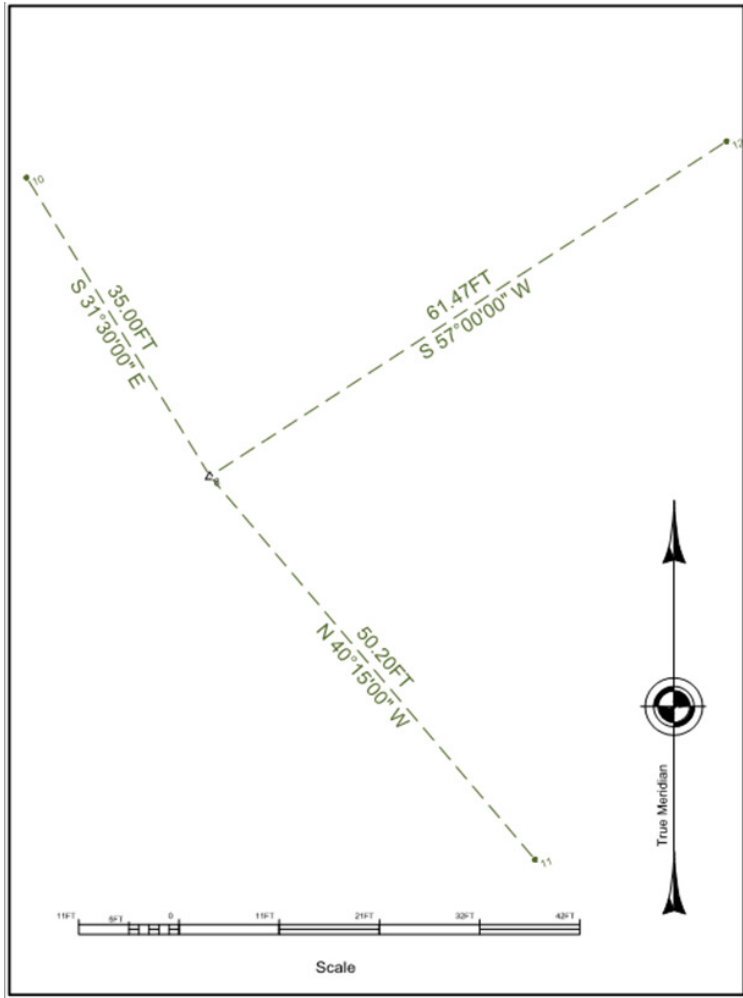 12
10
35.00FT
S 31°30'00" E
61.47FT
S 57°00'00" W
50.20FT
N 40°15'00" W
True Meridian
11
11FT 5FT 0 11FT 21FT 32FT 42FT
Scale